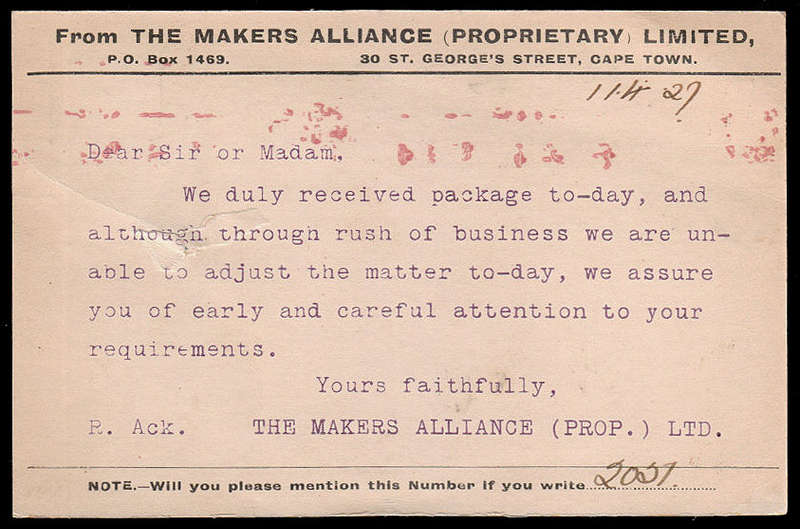 From THE MAKERS ALLIANCE (PROPRIETARY) LIMITED,
P.O. Box 1469. 30 ST. GEORGE'S STREET, CAPE TOWN.
11.4 27
Dear Sir or Madam,
We duly received package to-day, and
although through rush of business we are un-
able to adjust the matter to-day, we assure
you of early and careful attention to your
requirements.
Yours faithfully,
R. Ack. THE MAKERS ALLIANCE (PROP.) LTD.
NOTE.—Will you please mention this Number if you write